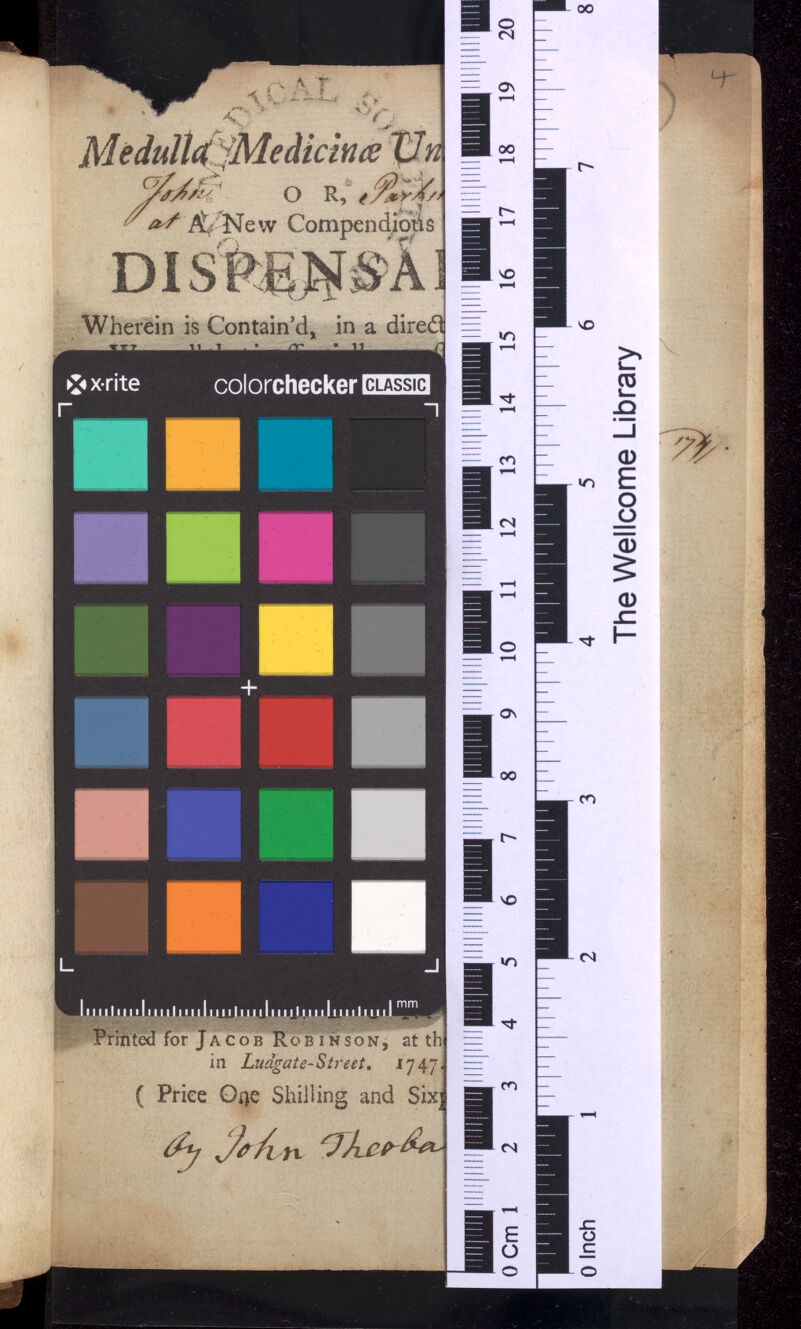 MEDICAL SO
4
Medulla Medicinæ Un
John
O R,
at A New Compendious
DISPENSA
Wherein is Contain'd, in a direct
x-rite colorchecker CLASSIC
mm
Printed for JACOB ROBINSON, at th
in Ludgate-Street. 1747.
( Price One Shilling and Six
By John Theoba
0 Cm 1 2 3 4 5 6 7 8 9 10 11 12 13 14 15 16 17 18 19 20
0 Inch 1 2 3 4 5 6 7 8
The Wellcome Library